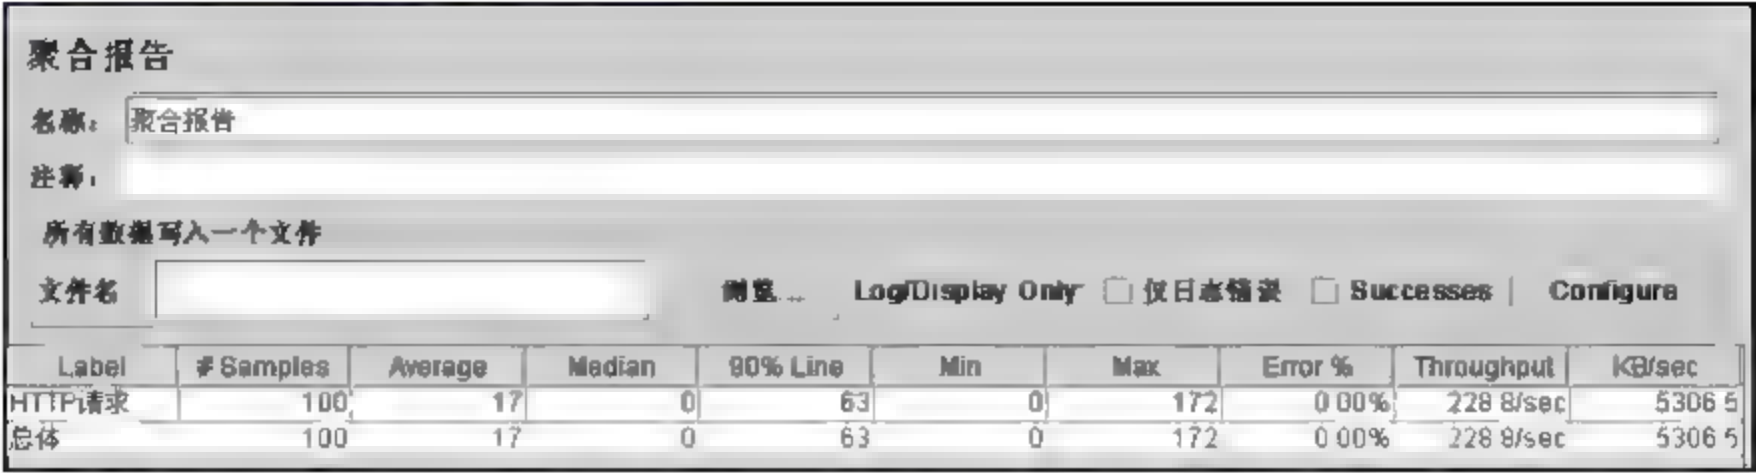 聚合报告
名称： 聚合报告
注释：
所有数据写入一个文件
文件名 浏览... Log/Display Only 仅日志错误 Successes Configure
Label # Samples Average Median 90% Line Min Max Error % Throughput KB/sec
HTTP请求 100 17 0 63 0 172 0.00% 228.8/sec 5306.5
总体 100 17 0 63 0 172 0.00% 228.8/sec 5306.5